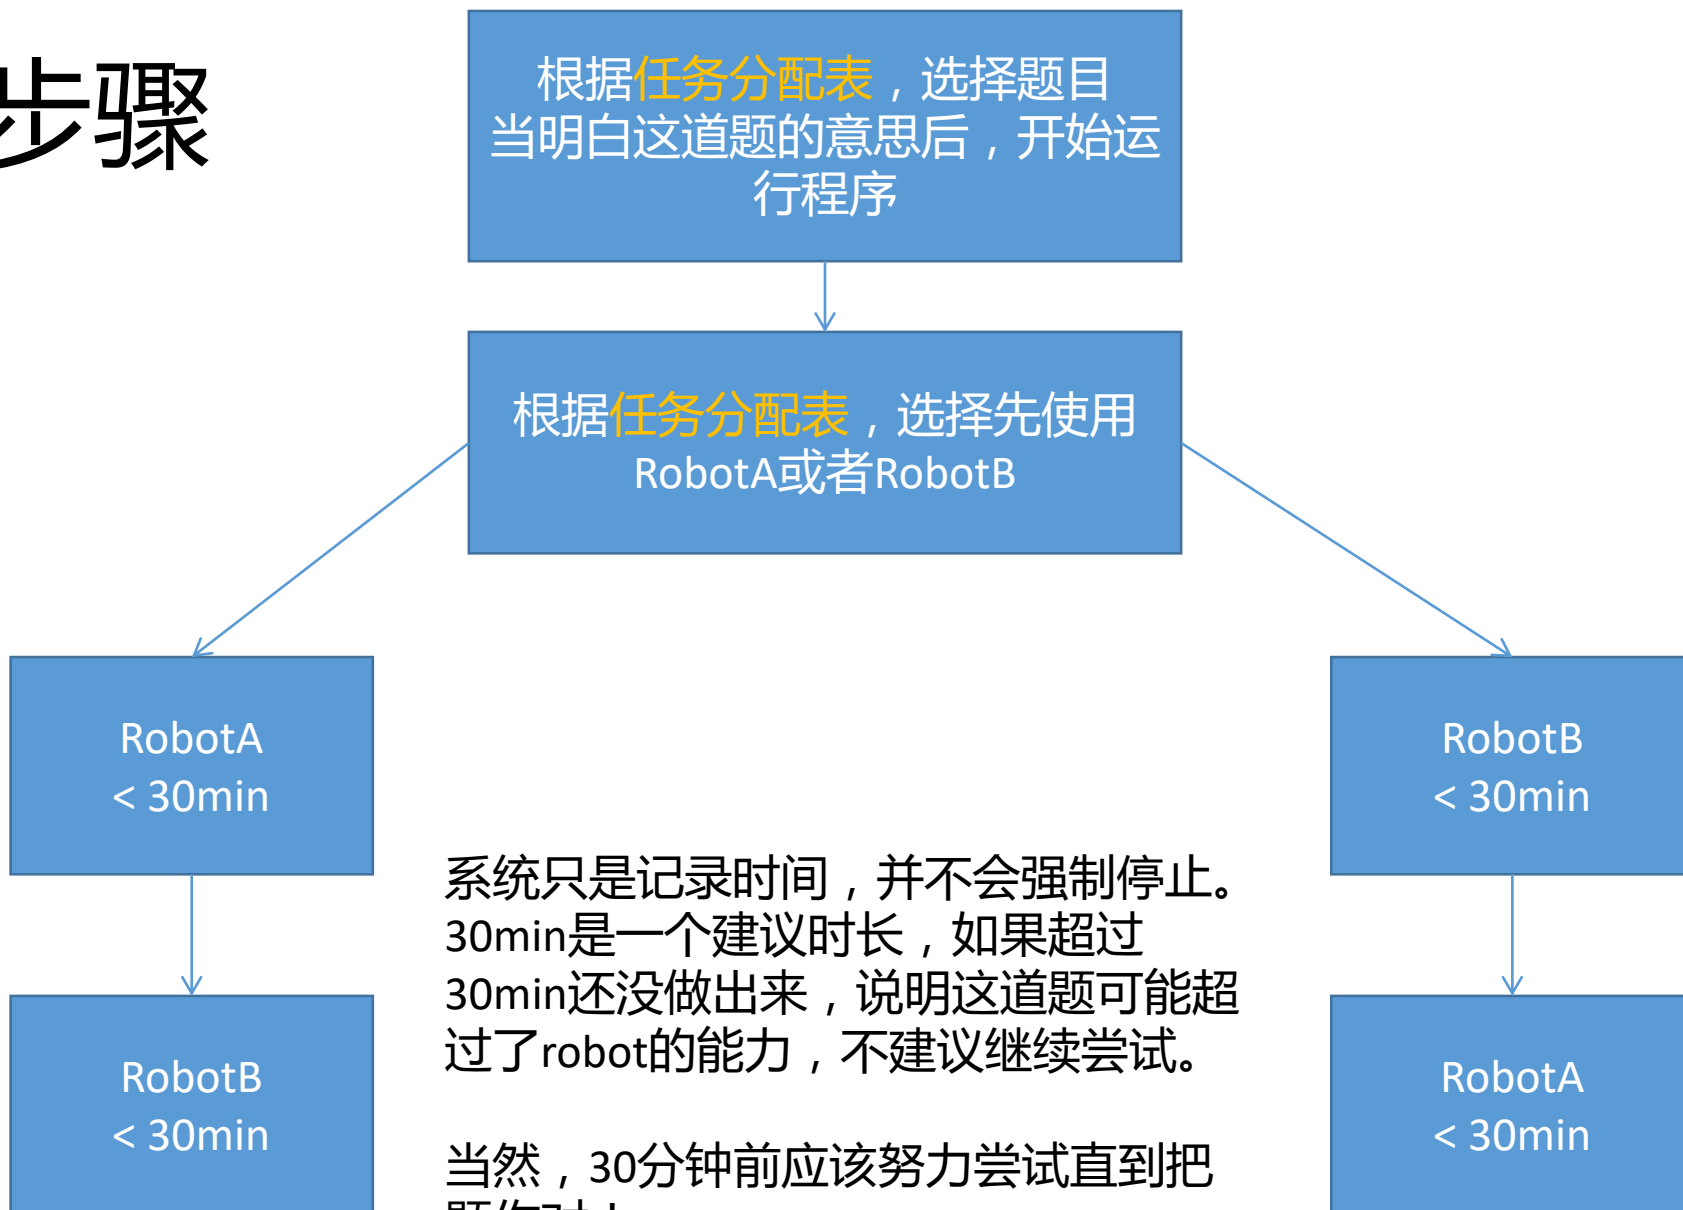 步骤
根据任务分配表，选择题目
当明白这道题的意思后，开始运
行程序
根据任务分配表，选择先使用
RobotA或者RobotB
RobotA
< 30min
RobotB
< 30min
系统只是记录时间，并不会强制停止。
30min是一个建议时长，如果超过
30min还没做出来，说明这道题可能超
过了robot的能力，不建议继续尝试。
当然，30分钟前应该努力尝试直到把
RobotB
< 30min
RobotA
< 30min